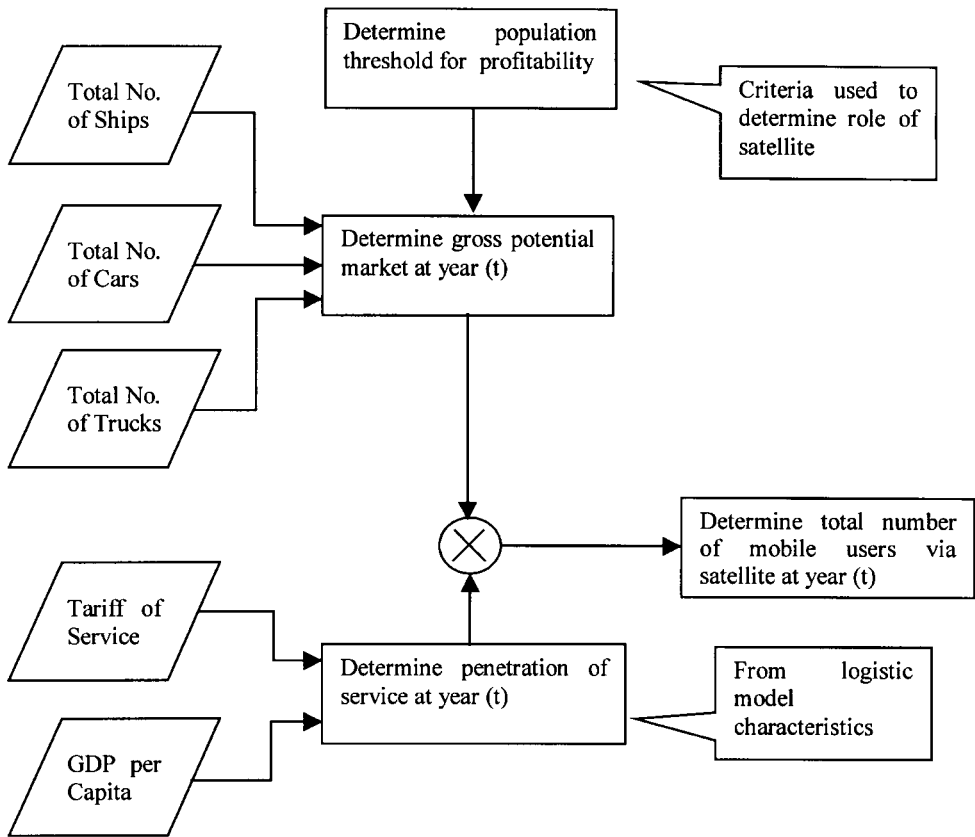 Determine population
threshold for profitability
Total No.
of Ships
Criteria used to
determine role of
satellite
Total No.
of Cars
Determine gross potential
market at year (t)
Total No.
of Trucks
Determine total number
of mobile users via
satellite at year (t)
Tariff of
Service
Determine penetration of
service at year (t)
From logistic
model
characteristics
GDP per
Capita